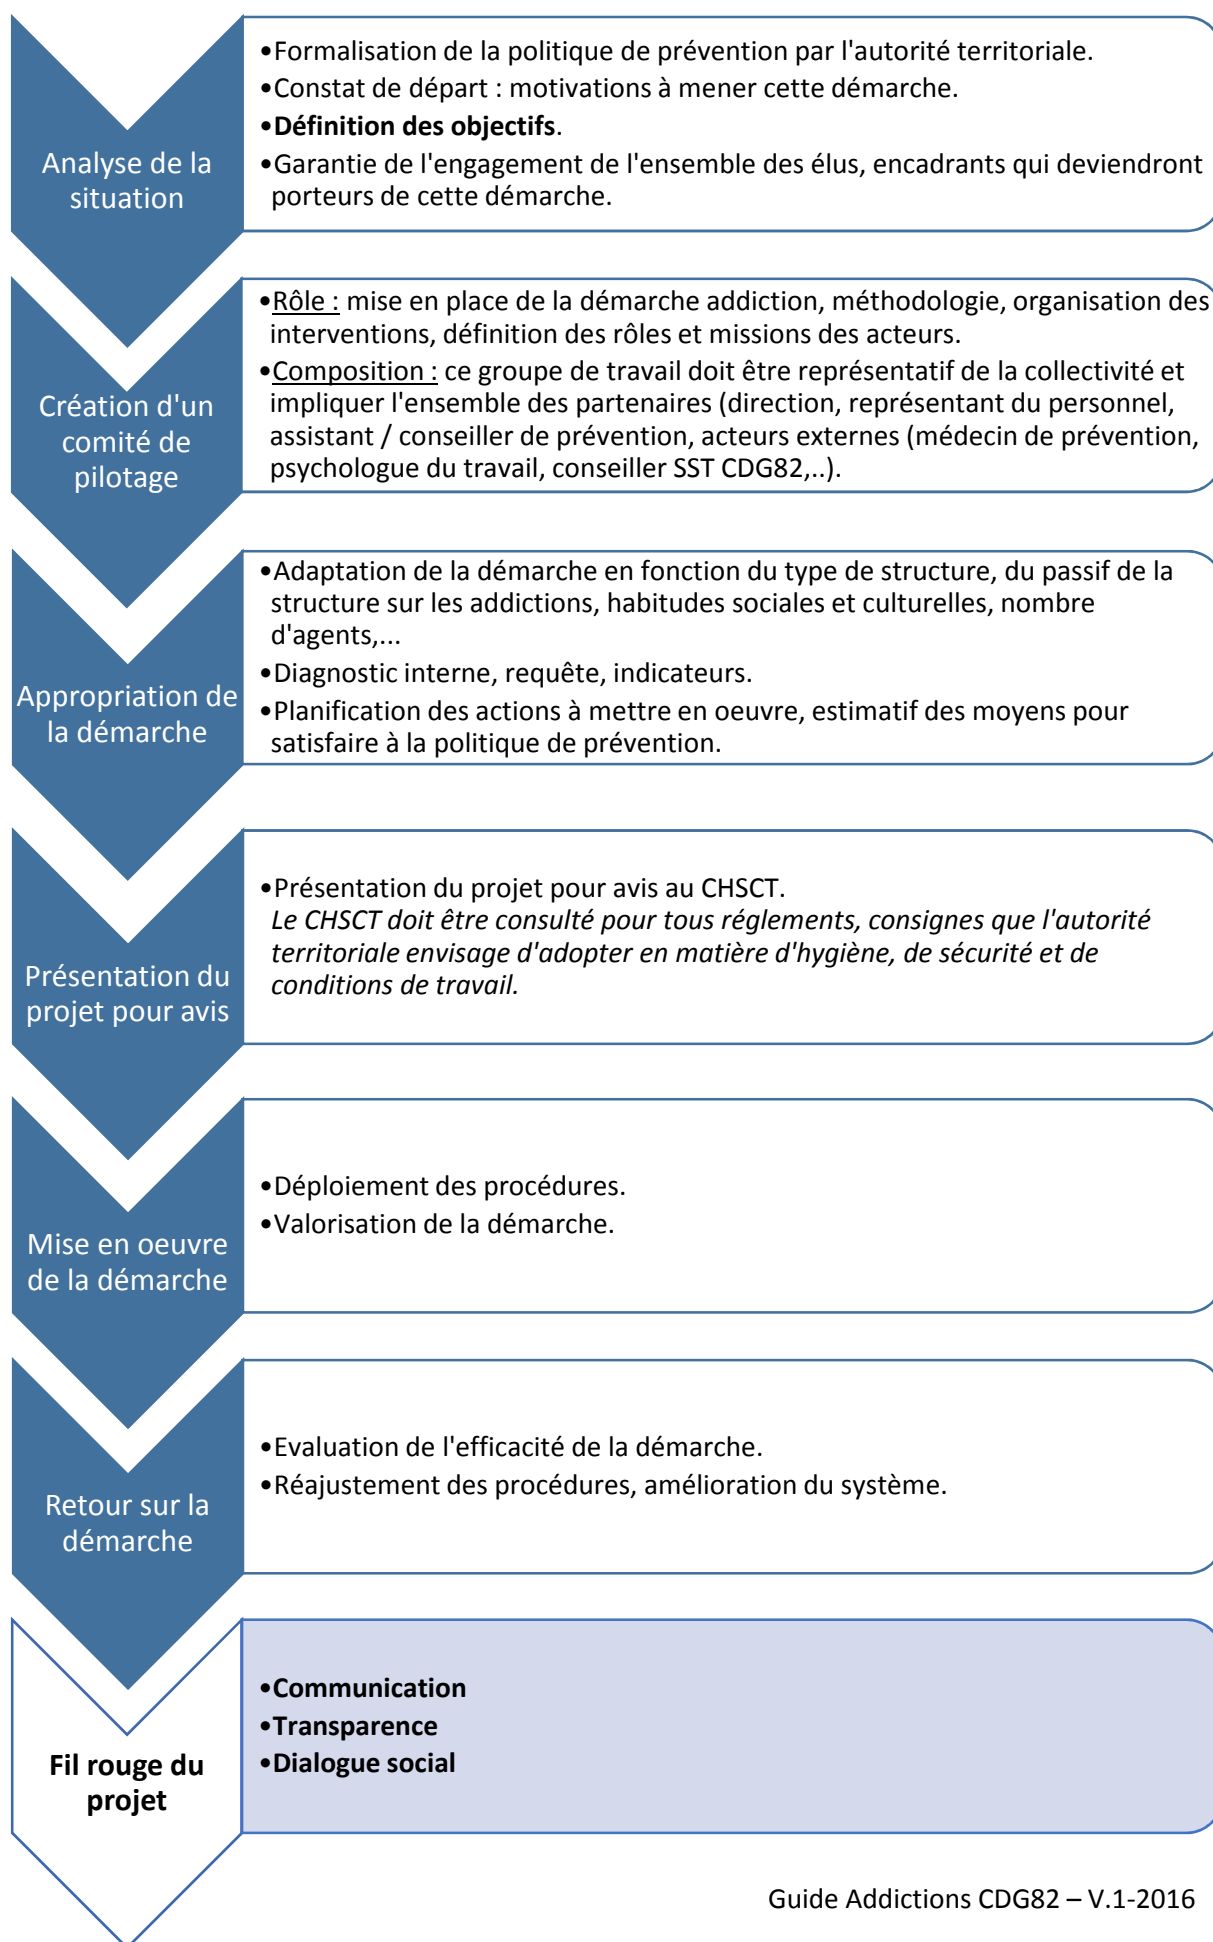 Analyse de la
situation
•Formalisation de la politique de prévention par l'autorité territoriale.
•Constat de départ : motivations à mener cette démarche.
•Définition des objectifs.
•Garantie de l'engagement de l'ensemble des élus, encadrants qui deviendront
porteurs de cette démarche.
Création d'un
comité de
pilotage
•Rôle : mise en place de la démarche addiction, méthodologie, organisation des
interventions, définition des rôles et missions des acteurs.
•Composition : ce groupe de travail doit être représentatif de la collectivité et
impliquer l'ensemble des partenaires (direction, représentant du personnel,
assistant / conseiller de prévention, acteurs externes (médecin de prévention,
psychologue du travail, conseiller SST CDG82,..).
Appropriation de
la démarche
•Adaptation de la démarche en fonction du type de structure, du passif de la
structure sur les addictions, habitudes sociales et culturelles, nombre
d'agents,...
•Diagnostic interne, requête, indicateurs.
•Planification des actions à mettre en oeuvre, estimatif des moyens pour
satisfaire à la politique de prévention.
Présentation du
projet pour avis
•Présentation du projet pour avis au CHSCT.
Le CHSCT doit être consulté pour tous réglements, consignes que l'autorité
territoriale envisage d'adopter en matière d'hygiène, de sécurité et de
conditions de travail.
Mise en oeuvre
de la démarche
•Déploiement des procédures.
•Valorisation de la démarche.
Retour sur la
démarche
•Evaluation de l'efficacité de la démarche.
•Réajustement des procédures, amélioration du système.
Fil rouge du
projet
•Communication
•Transparence
•Dialogue social
Guide Addictions CDG82 – V.1-2016